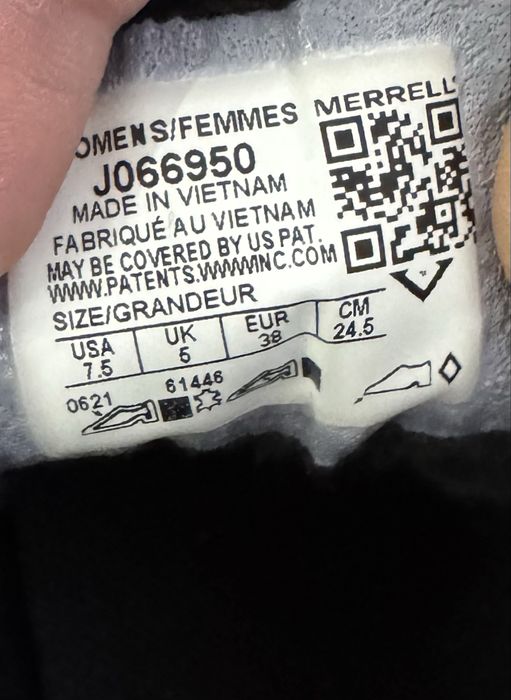 OMENS/FEMMES
MERRELL
J066950
MADE IN VIETNAM
FABRIQUÉ AU VIETNAM
MAY BE COVERED BY US PAT.
WWW.PATENTS.WWWINC.COM
SIZE/GRANDEUR
USA UK EUR CM
7.5 5 38 24.5
0621 61446